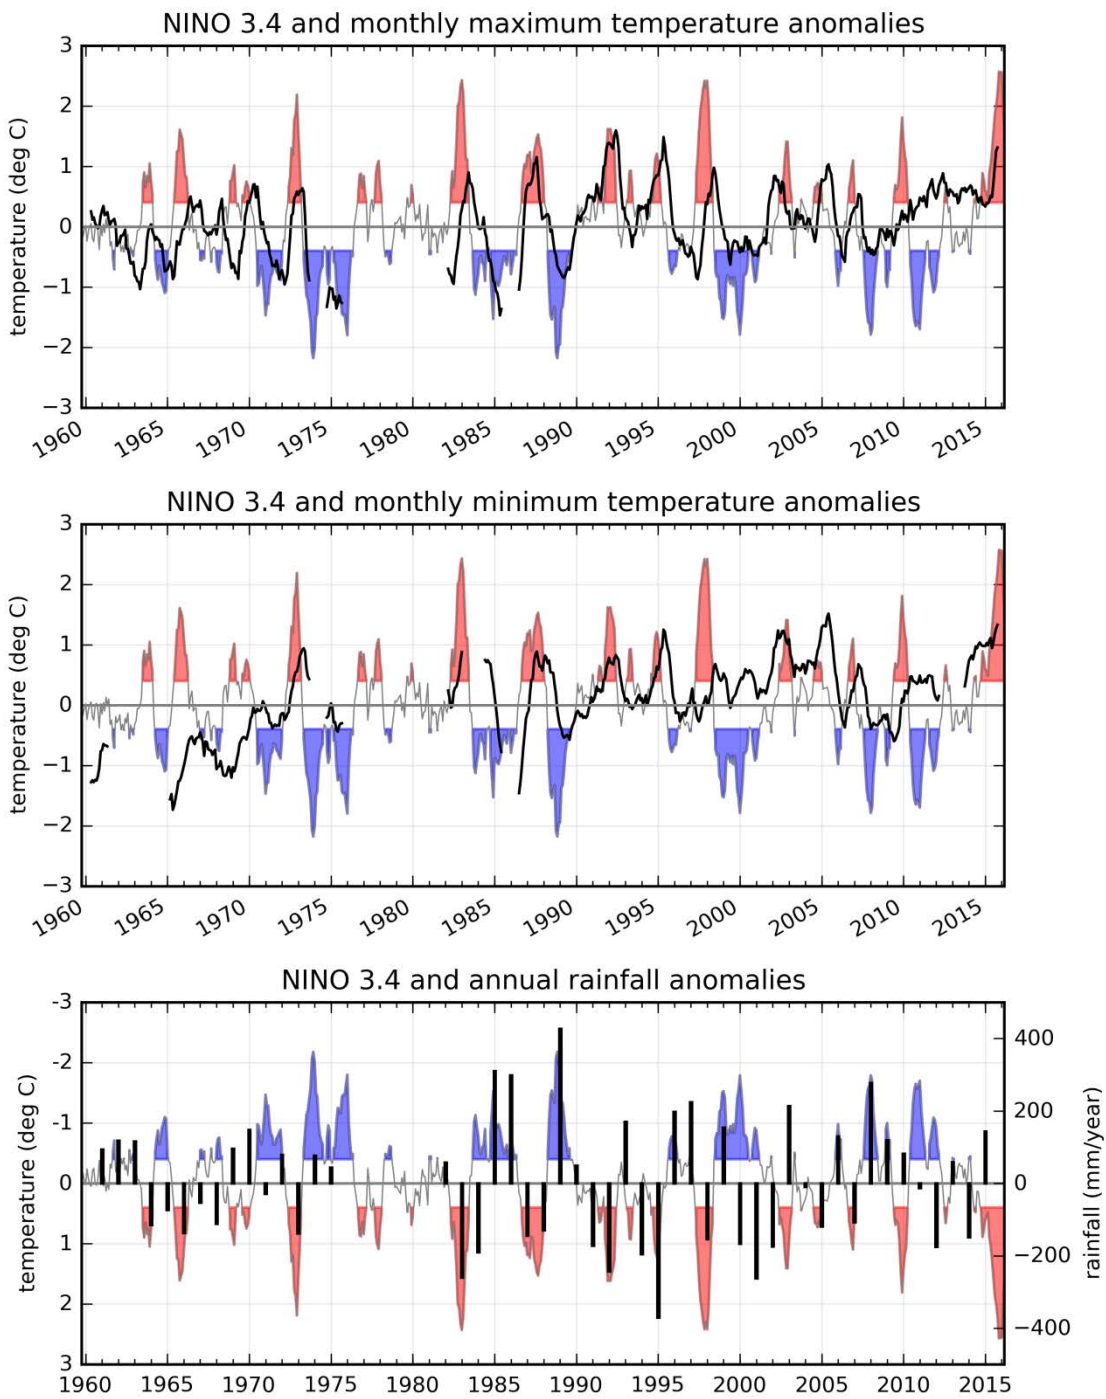 NINO 3.4 and monthly maximum temperature anomalies
3
2
1
0
−1
−2
−3
temperature (deg C)
1960 1965 1970 1975 1980 1985 1990 1995 2000 2005 2010 2015
NINO 3.4 and monthly minimum temperature anomalies
3
2
1
0
−1
−2
−3
temperature (deg C)
1960 1965 1970 1975 1980 1985 1990 1995 2000 2005 2010 2015
NINO 3.4 and annual rainfall anomalies
-3
-2
-1
0
1
2
3
temperature (deg C)
400
200
0
−200
−400
rainfall (mm/year)
1960 1965 1970 1975 1980 1985 1990 1995 2000 2005 2010 2015